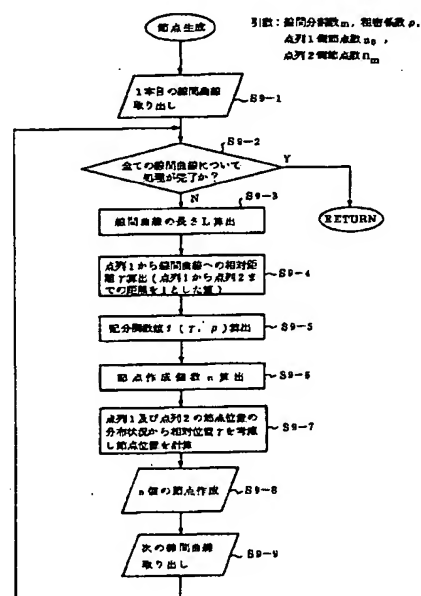 節点生成
引数:線間分割数m,粗密係数ρ,
点列1側節点数n₀,
点列2側節点数nm
1本目の線間曲線
取り出し
S9-1
S9-2
全ての線間曲線について
処理が完了か?
Y
N
RETURN
S9-3
線間曲線の長さL算出
点列1から線間曲線への相対距
離γ算出(点列1から点列2ま
での距離を1とした値)
S9-4
配分関数値f(γ,ρ)算出
S9-5
節点作成個数n算出
S9-6
点列1及び点列2の節点位置の
分布状況から相対位置γを考慮
し節点位置を計算
S9-7
n個の節点作成
S9-8
次の線間曲線
取り出し
S9-9